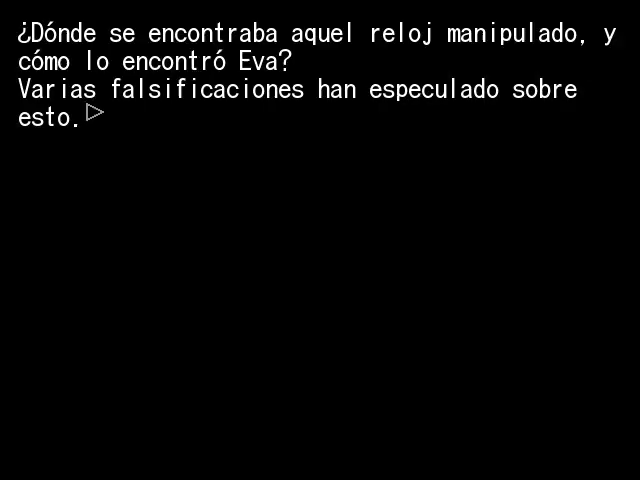 ¿Dónde se encontraba aquel reloj manipulado, y
cómo lo encontró Eva?
Varias falsificaciones han especulado sobre
esto.